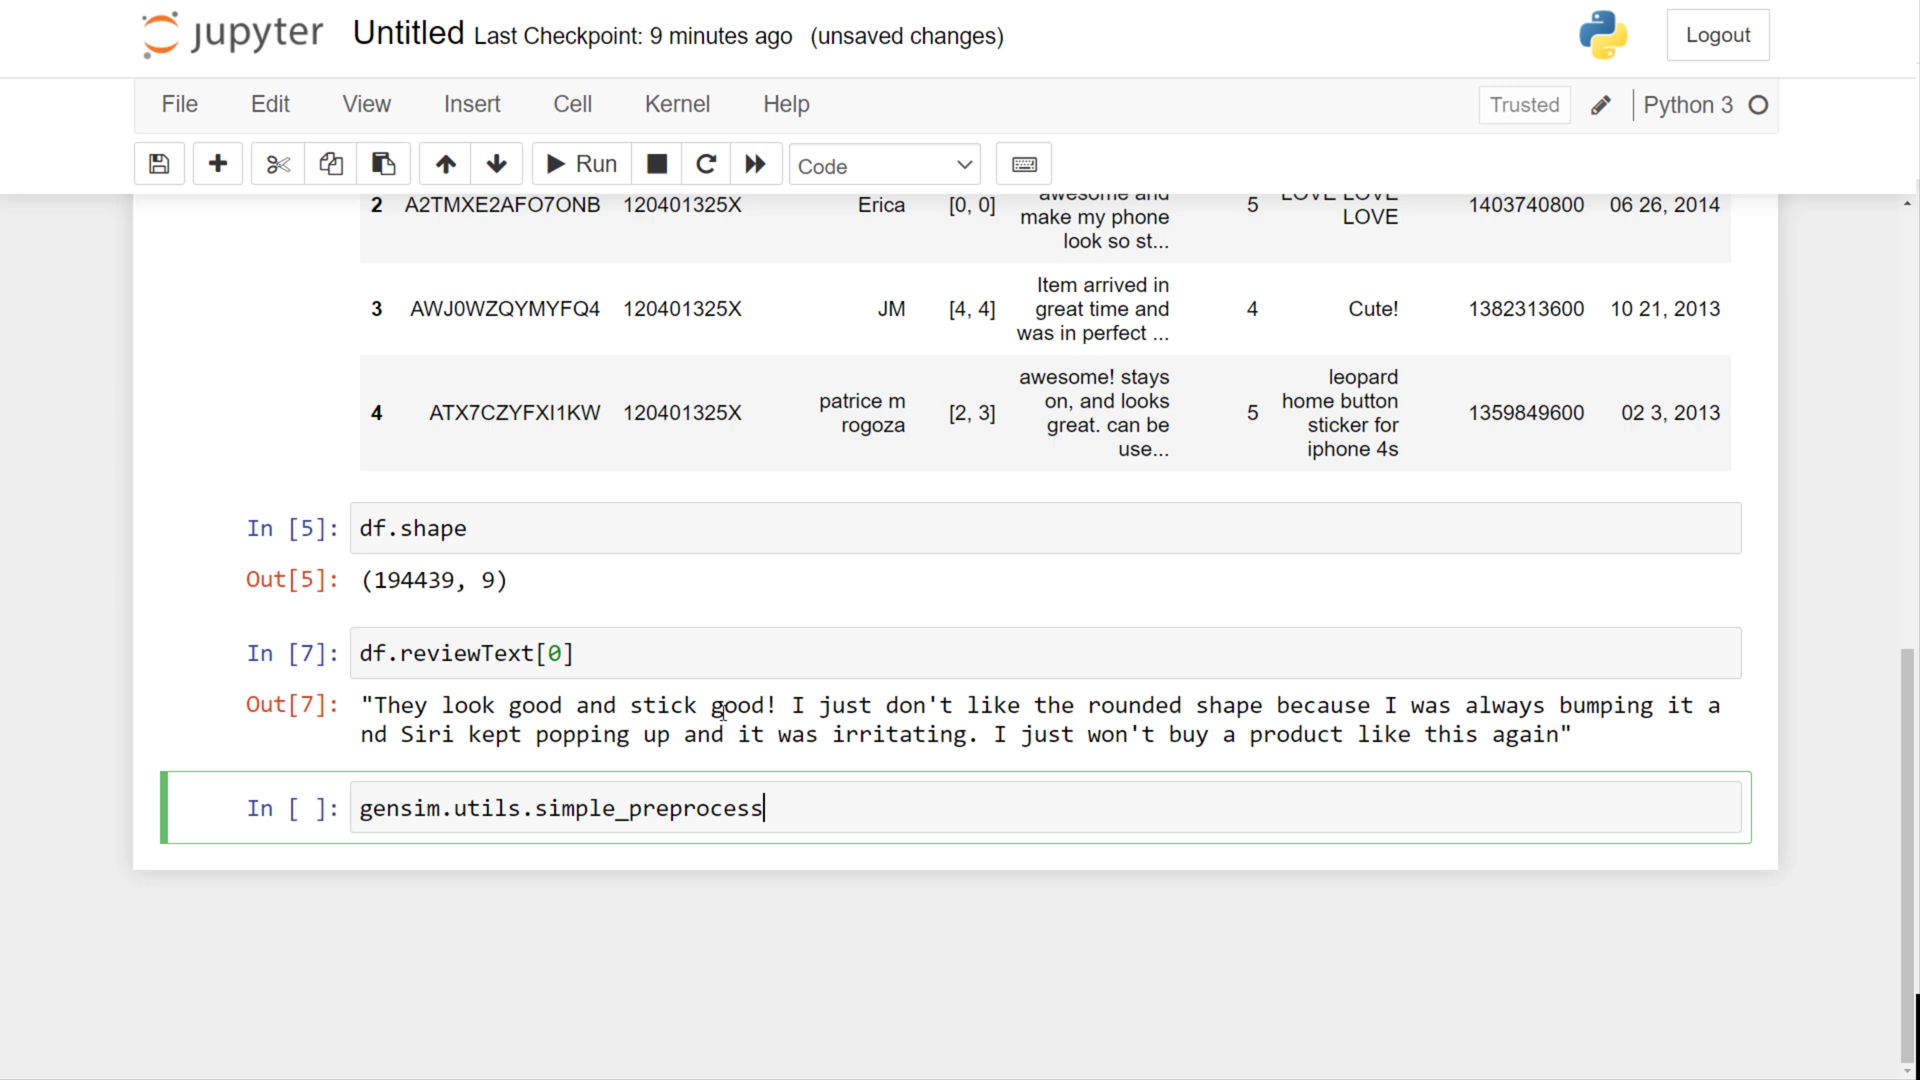 jupyter Untitled Last Checkpoint: 9 minutes ago (unsaved changes) Logout
File Edit View Insert Cell Kernel Help Trusted Python 3
Run Code
awesome and
2 A2TMXE2AFO7ONB 120401325X Erica [0, 0] make my phone 5 LOVE LOVE LOVE 1403740800 06 26, 2014
look so st...
Item arrived in
3 AWJ0WZQYMYFQ4 120401325X JM [4, 4] great time and 4 Cute! 1382313600 10 21, 2013
was in perfect ...
awesome! stays leopard
patrice m on, and looks home button
4 ATX7CZYFXI1KW 120401325X rogoza [2, 3] great. can be 5 sticker for 1359849600 02 3, 2013
use... iphone 4s
In [5]: df.shape
Out[5]: (194439, 9)
In [7]: df.reviewText[0]
Out[7]: "They look good and stick good! I just don't like the rounded shape because I was always bumping it a
nd Siri kept popping up and it was irritating. I just won't buy a product like this again"
In [ ]: gensim.utils.simple_preprocess